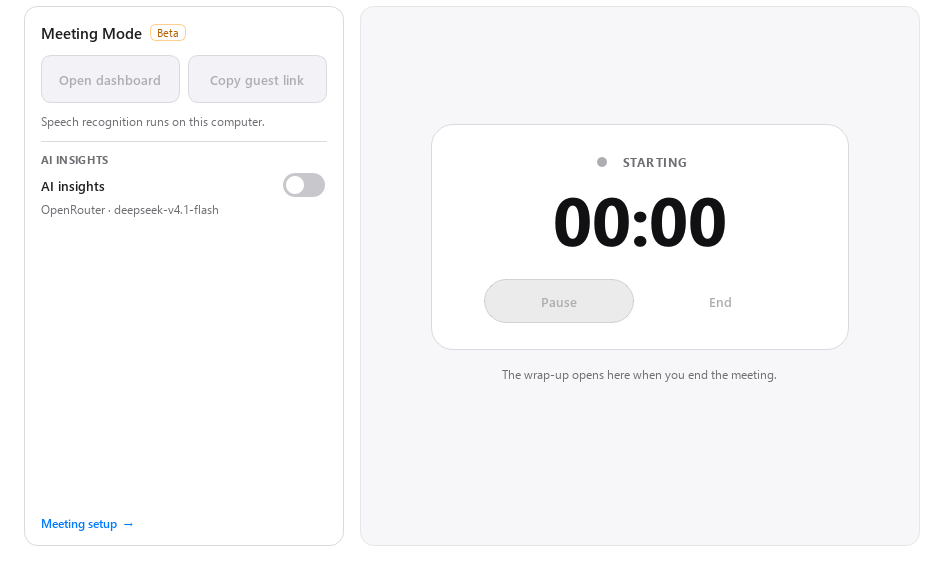 Meeting Mode Beta
Open dashboard Copy guest link
Speech recognition runs on this computer.
AI INSIGHTS
AI insights
OpenRouter · deepseek-v4.1-flash
Meeting setup →
STARTING
00:00
Pause End
The wrap-up opens here when you end the meeting.